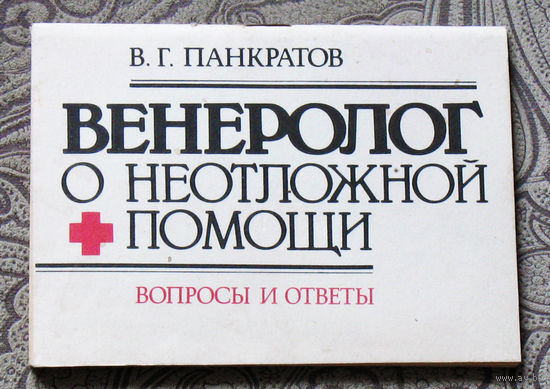 В. Г. ПАНКРАТОВ
ВЕНЕРОЛОГ
О НЕОТЛОЖНОЙ
ПОМОЩИ
ВОПРОСЫ И ОТВЕТЫ